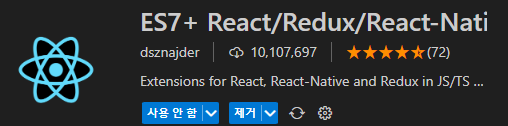 ES7+ React/Redux/React-Nati
dsznajder | 10,107,697 | (72)
Extensions for React, React-Native and Redux in JS/TS ...
사용 안 함 제거